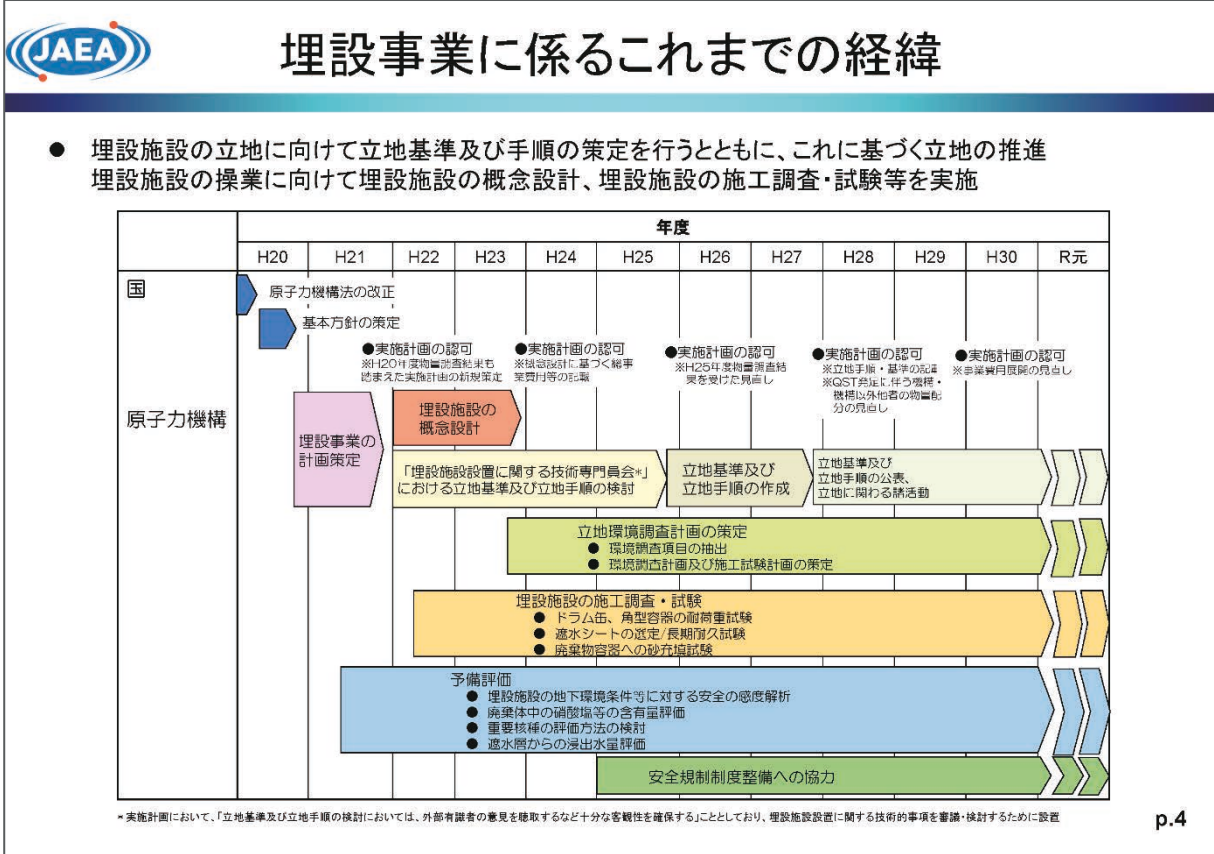 JAEA
埋設事業に係るこれまでの経緯
● 埋設施設の立地に向けて立地基準及び手順の策定を行うとともに、これに基づく立地の推進
埋設施設の操業に向けて埋設施設の概念設計、埋設施設の施工調査・試験等を実施
年度
H20 H21 H22 H23 H24 H25 H26 H27 H28 H29 H30 R元
国
原子力機構法の改正
基本方針の策定
●実施計画の認可
※H20年度物量調査結果も
踏まえた実施計画の新規策定
●実施計画の認可
※概念設計に基づく総事
業費用等の記載
●実施計画の認可
※H25年度物量調査結
果を受けた見直し
●実施計画の認可
※立地手順・基準の記載
※QST発足に伴う機構・
機構以外他者の物量配
分の見直し
●実施計画の認可
※事業費用度展の見直し
原子力機構
埋設事業の
計画策定
埋設施設の
概念設計
「埋設施設設置に関する技術専門員会*」
における立地基準及び立地手順の検討
立地基準及び
立地手順の作成
立地基準及び
立地手順の公表、
立地に関わる諸活動
立地環境調査計画の策定
● 環境調査項目の抽出
● 環境調査計画及び施工試験計画の策定
埋設施設の施工調査・試験
● ドラム缶、角型容器の耐荷重試験
● 遮水シートの選定/長期耐久試験
● 廃棄物容器への砂充填試験
予備評価
● 埋設施設の地下環境条件等に対する安全の感度解析
● 廃棄体中の硝酸塩等の含有量評価
● 重要核種の評価方法の検討
● 遮水層からの浸出水量評価
安全規制制度整備への協力
* 実施計画において、「立地基準及び立地手順の検討においては、外部有識者の意見を聴取するなど十分な客観性を確保する」こととしており、埋設施設設置に関する技術的事項を審議・検討するために設置
p.4